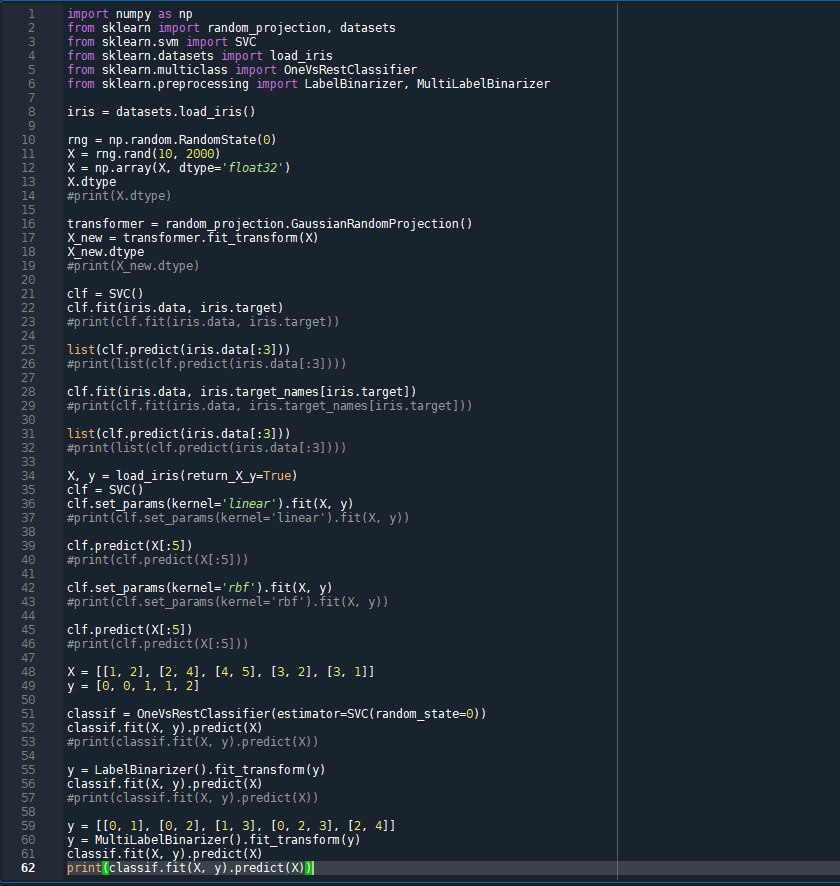 1 import numpy as np
2 from sklearn import random_projection, datasets
3 from sklearn.svm import SVC
4 from sklearn.datasets import load_iris
5 from sklearn.multiclass import OneVsRestClassifier
6 from sklearn.preprocessing import LabelBinarizer, MultiLabelBinarizer
7
8 iris = datasets.load_iris()
9
10 rng = np.random.RandomState(0)
11 X = rng.rand(10, 2000)
12 X = np.array(X, dtype='float32')
13 X.dtype
14 #print(X.dtype)
15
16 transformer = random_projection.GaussianRandomProjection()
17 X_new = transformer.fit_transform(X)
18 X_new.dtype
19 #print(X_new.dtype)
20
21 clf = SVC()
22 clf.fit(iris.data, iris.target)
23 #print(clf.fit(iris.data, iris.target))
24
25 list(clf.predict(iris.data[:3]))
26 #print(list(clf.predict(iris.data[:3])))
27
28 clf.fit(iris.data, iris.target_names[iris.target])
29 #print(clf.fit(iris.data, iris.target_names[iris.target]))
30
31 list(clf.predict(iris.data[:3]))
32 #print(list(clf.predict(iris.data[:3])))
33
34 X, y = load_iris(return_X_y=True)
35 clf = SVC()
36 clf.set_params(kernel='linear').fit(X, y)
37 #print(clf.set_params(kernel='linear').fit(X, y))
38
39 clf.predict(X[:5])
40 #print(clf.predict(X[:5]))
41
42 clf.set_params(kernel='rbf').fit(X, y)
43 #print(clf.set_params(kernel='rbf').fit(X, y))
44
45 clf.predict(X[:5])
46 #print(clf.predict(X[:5]))
47
48 X = [[1, 2], [2, 4], [4, 5], [3, 2], [3, 1]]
49 y = [0, 0, 1, 1, 2]
50
51 classif = OneVsRestClassifier(estimator=SVC(random_state=0))
52 classif.fit(X, y).predict(X)
53 #print(classif.fit(X, y).predict(X))
54
55 y = LabelBinarizer().fit_transform(y)
56 classif.fit(X, y).predict(X)
57 #print(classif.fit(X, y).predict(X))
58
59 y = [[0, 1], [0, 2], [1, 3], [0, 2, 3], [2, 4]]
60 y = MultiLabelBinarizer().fit_transform(y)
61 classif.fit(X, y).predict(X)
62 print(classif.fit(X, y).predict(X))